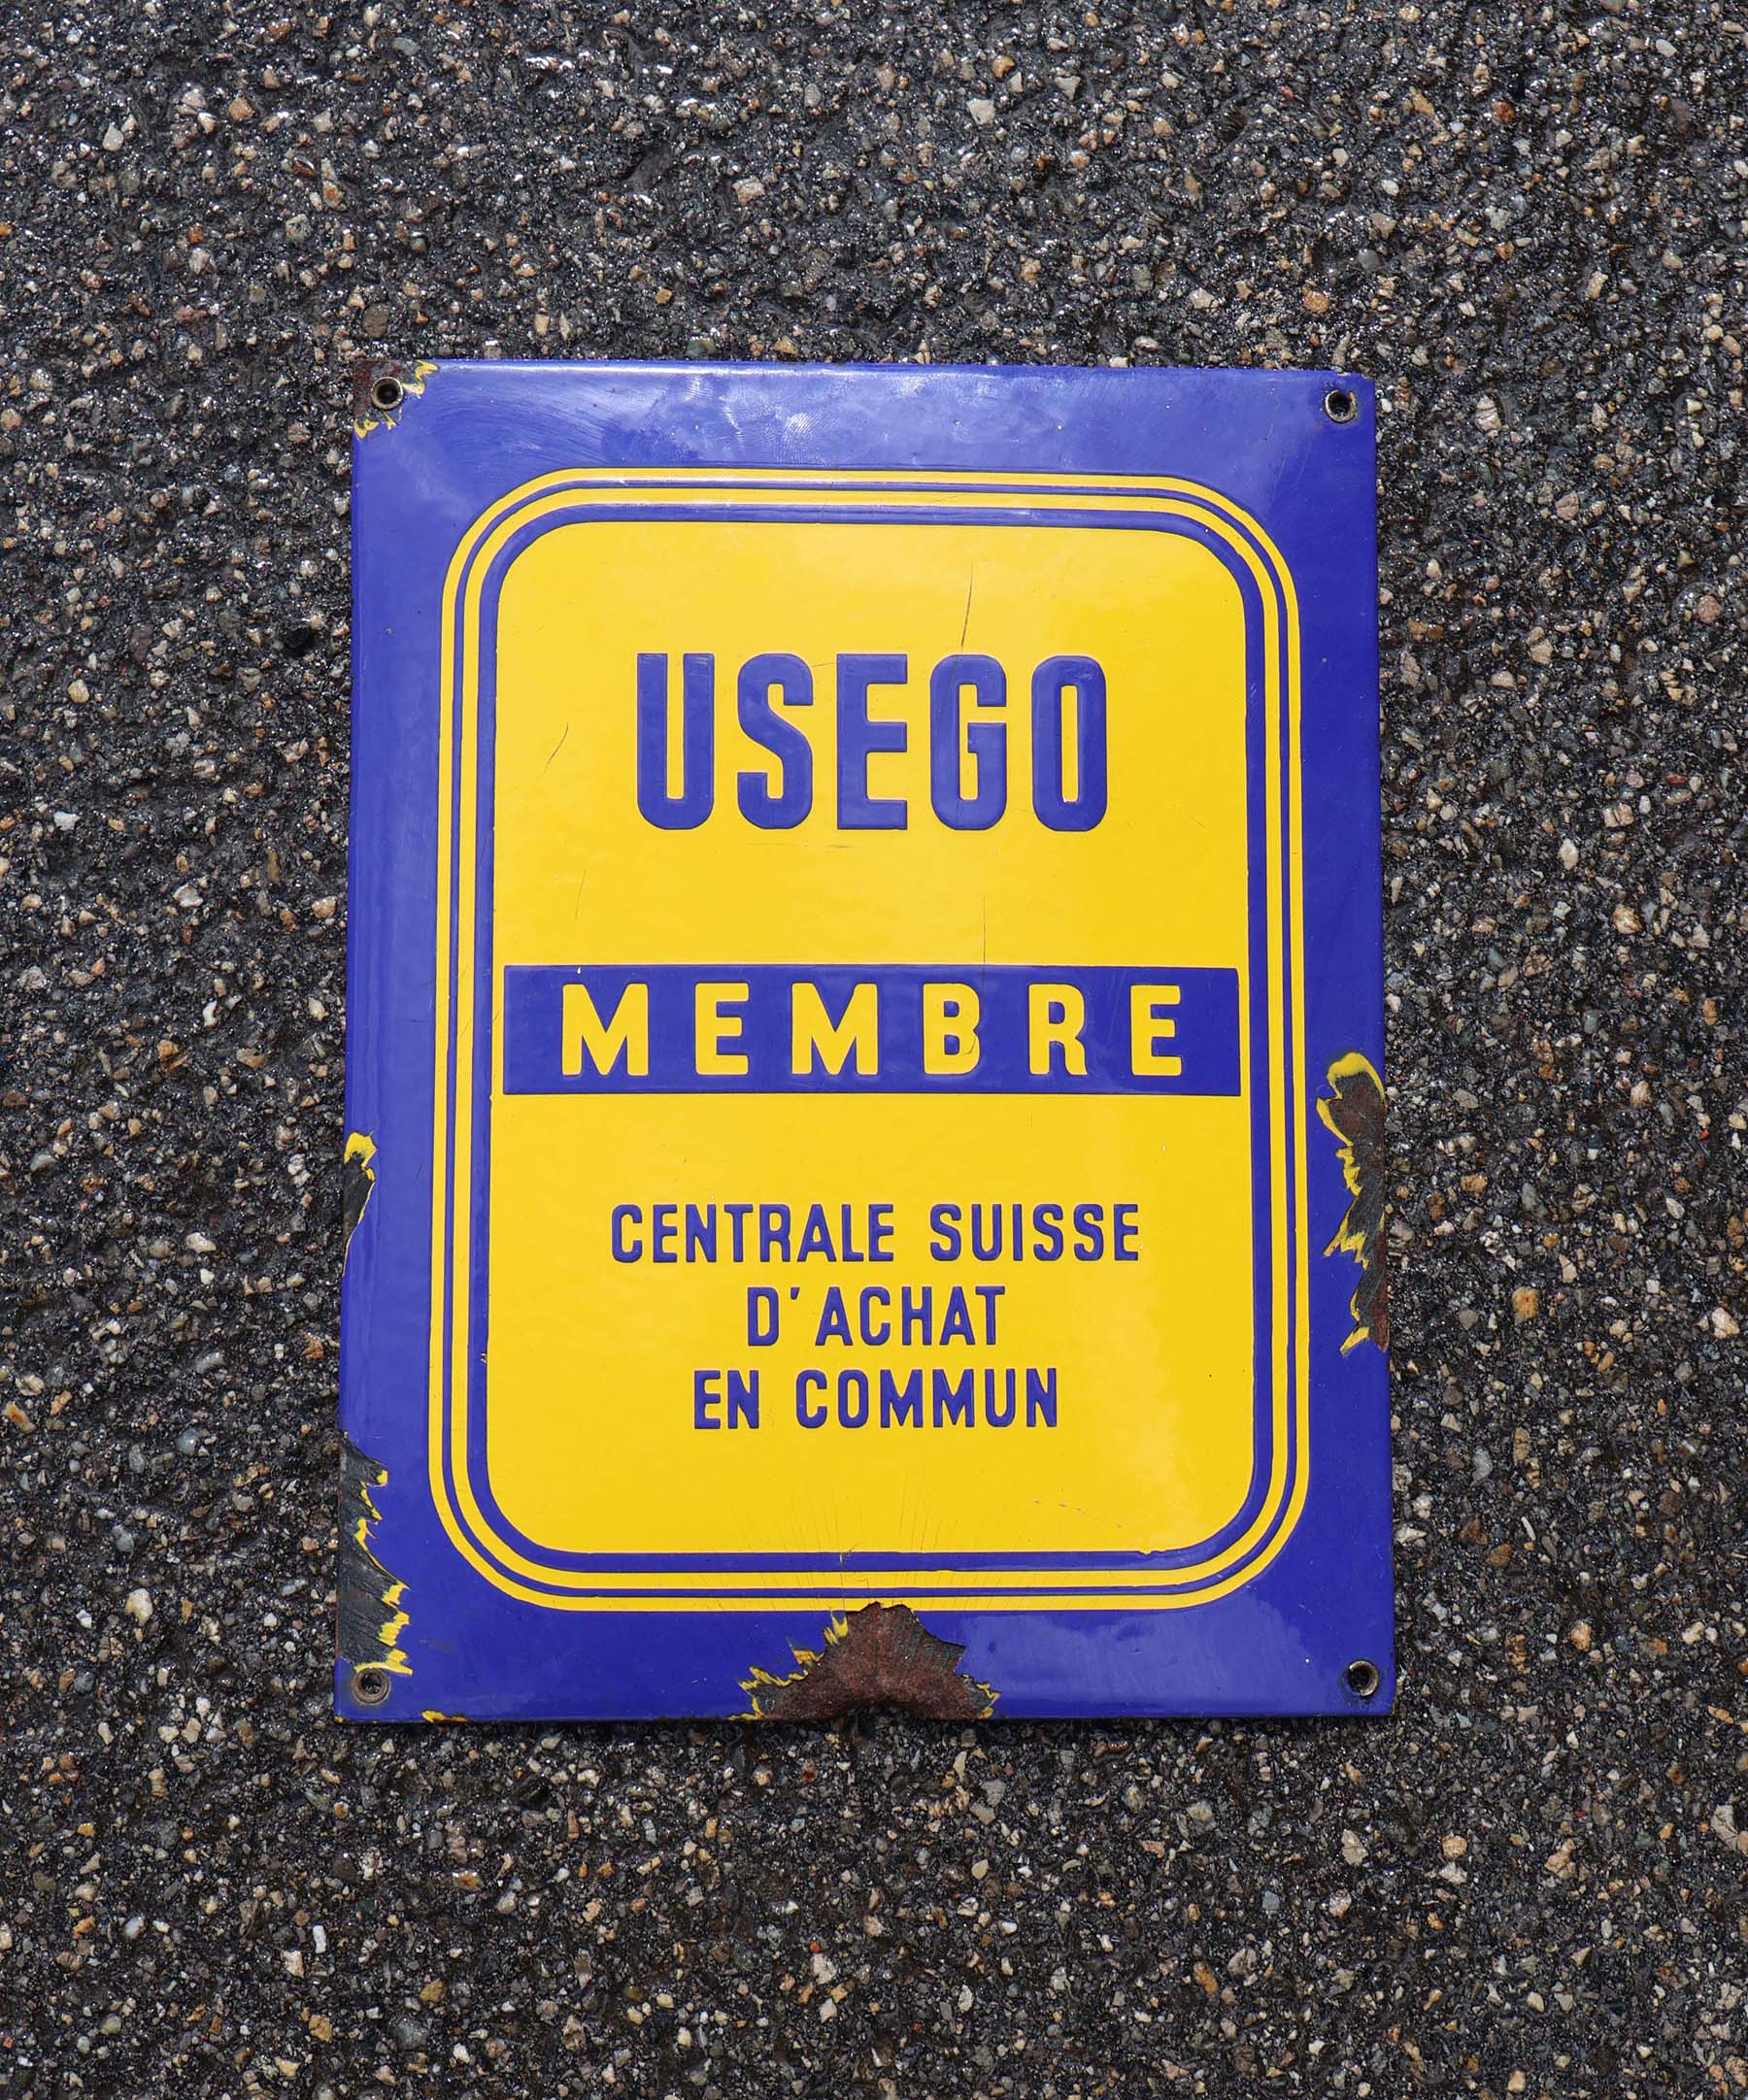 USEGO
MEMBRE
CENTRALE SUISSE
D'ACHAT
EN COMMUN